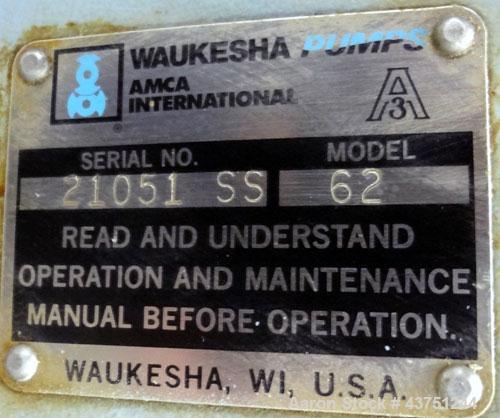 WAUKESHA PUMPS
AMCA
INTERNATIONAL
®
A
3
SERIAL NO. MODEL
21051 SS 62
READ AND UNDERSTAND
OPERATION AND MAINTENANCE
MANUAL BEFORE OPERATION.
WAUKESHA, WI, U.S.A.